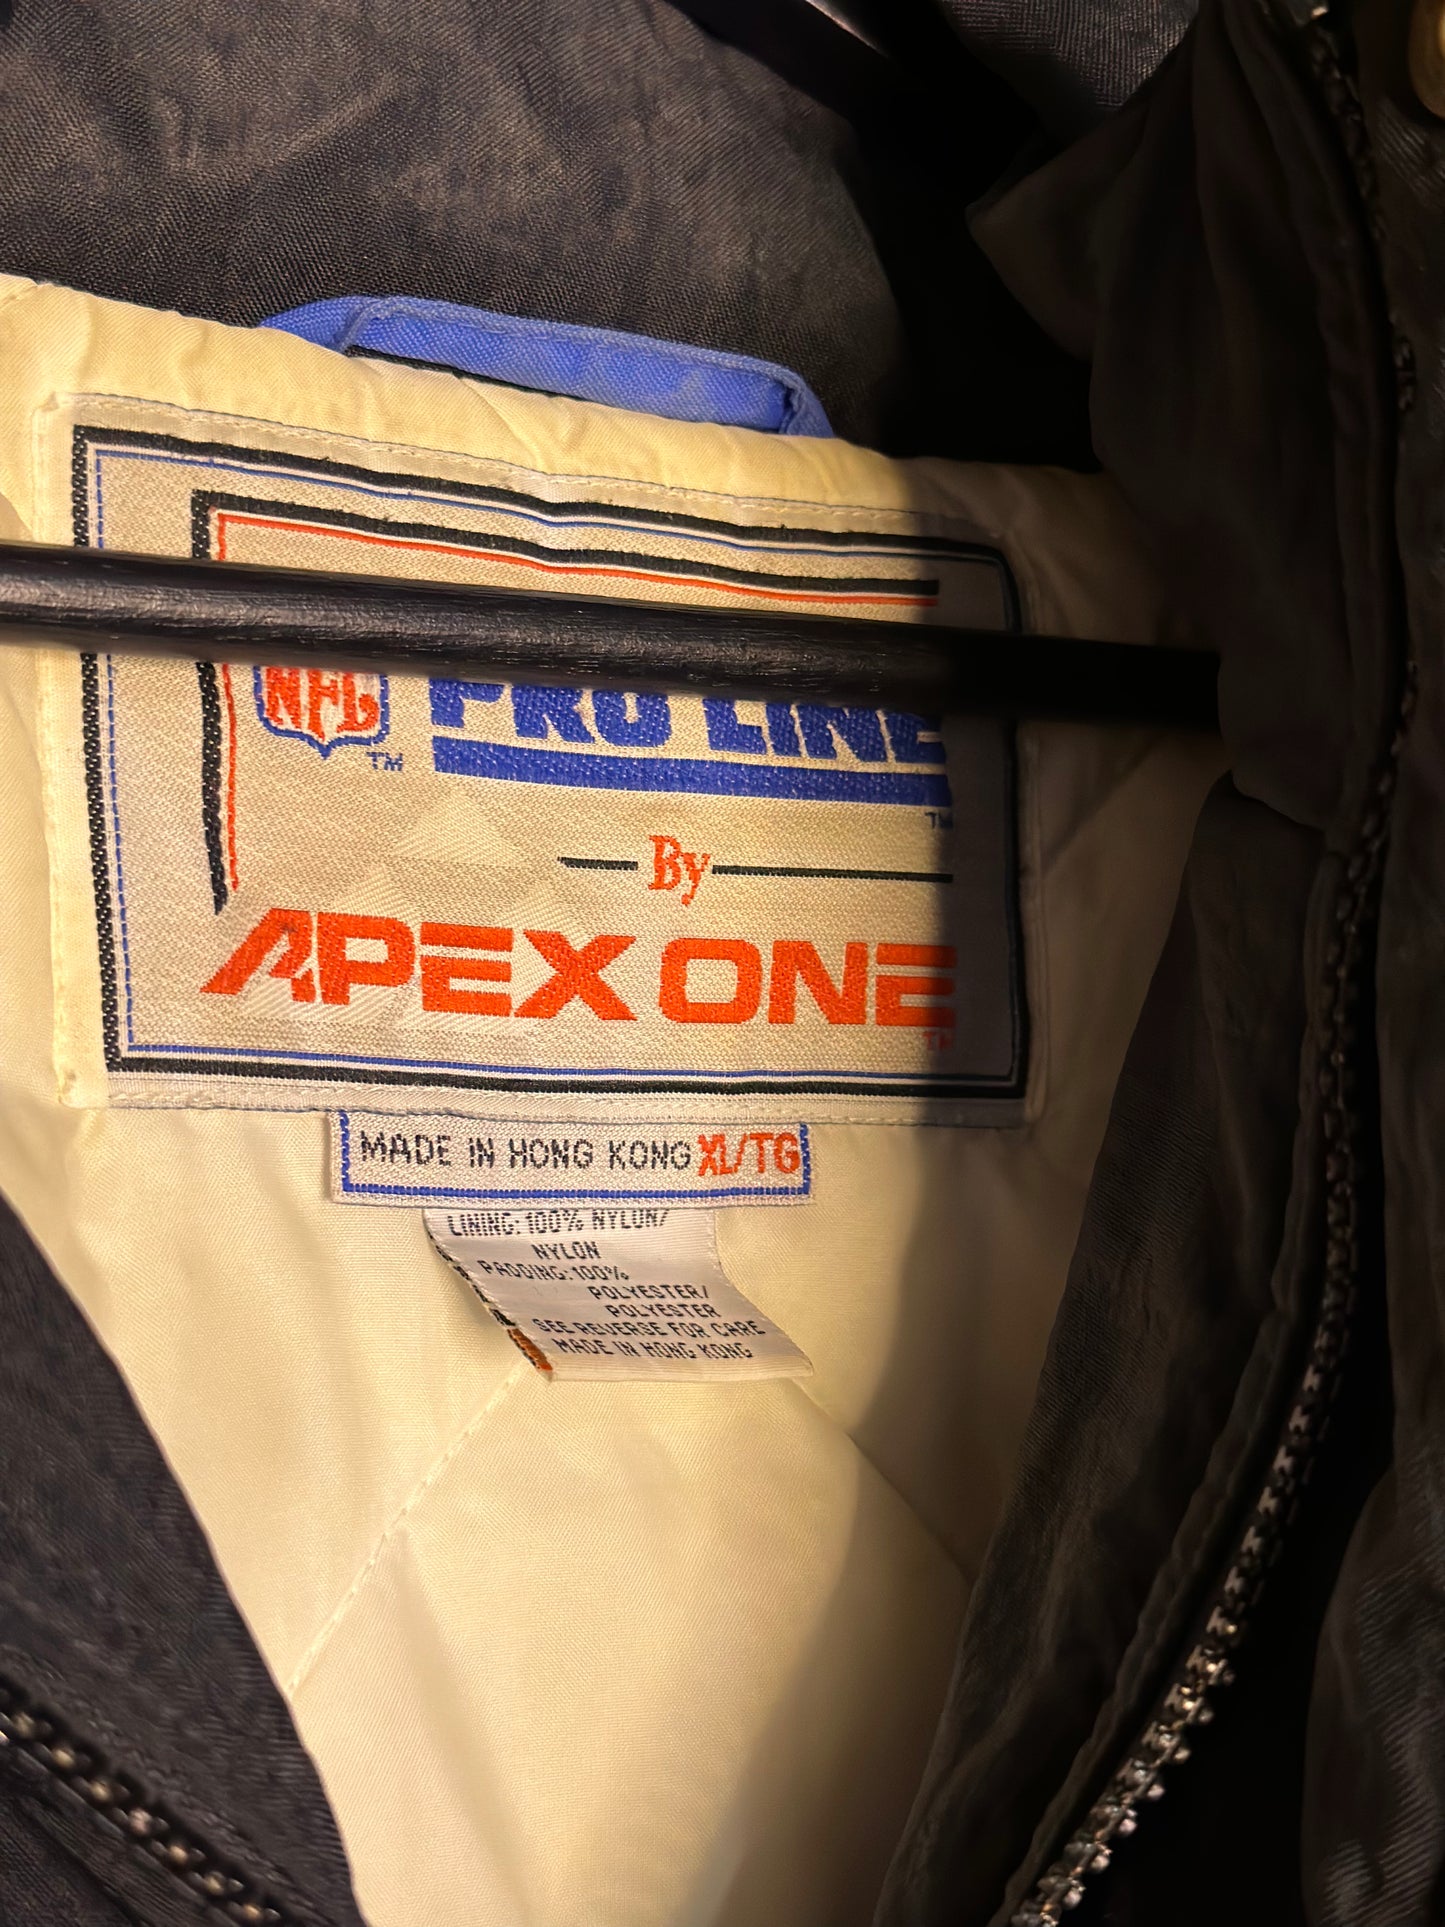 NFL PRO LINE
TM
TM
By
APEX ONE
MADE IN HONG KONG XL/TG
LINING: 100% NYLON/
NYLON
PADDING: 100%
POLYESTER/
POLYESTER
SEE REVERSE FOR CARE
MADE IN HONG KONG